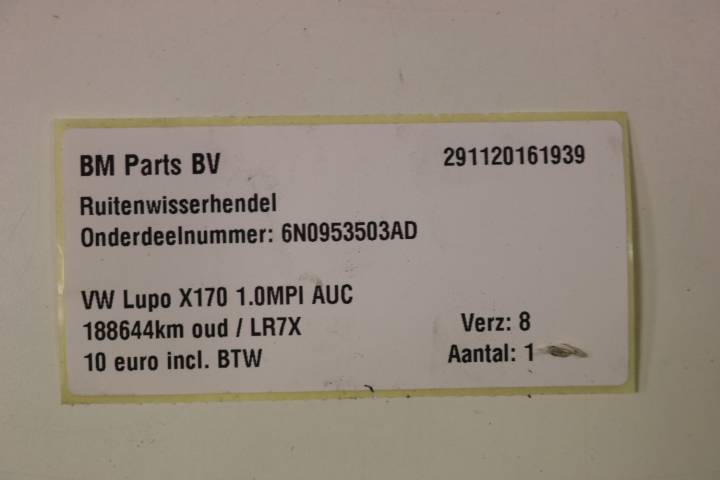 BM Parts BV 291120161939
Ruitenwisserhendel
Onderdeelnummer: 6N0953503AD
VW Lupo X170 1.0MPI AUC
188644km oud / LR7X Verz: 8
10 euro incl. BTW Aantal: 1